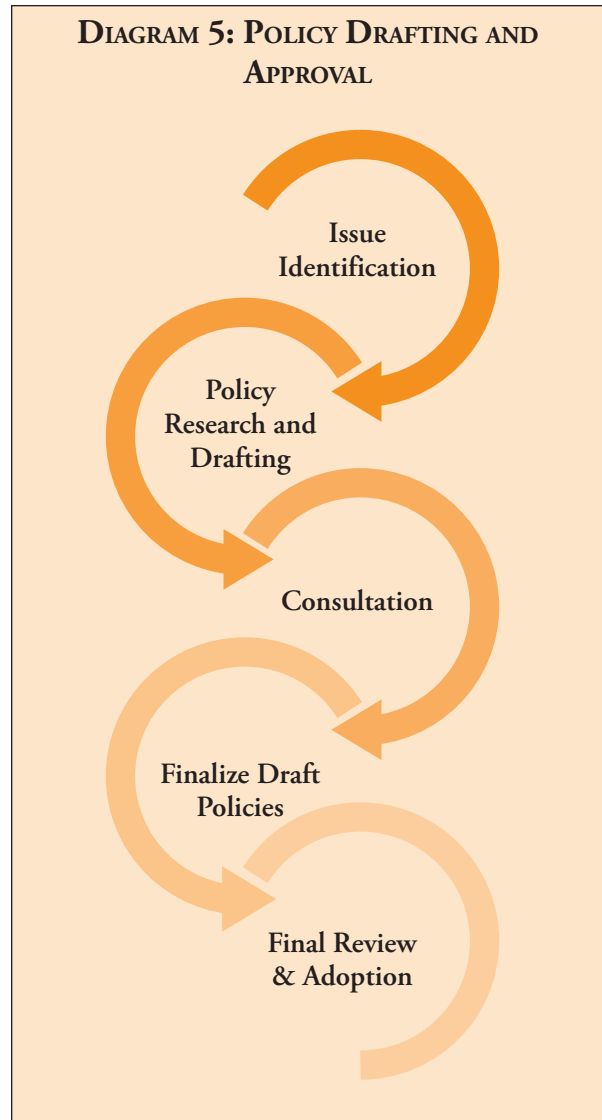 Diagram 5: Policy Drafting and
Approval
Issue
Identification
Policy
Research and
Drafting
Consultation
Finalize Draft
Policies
Final Review
& Adoption